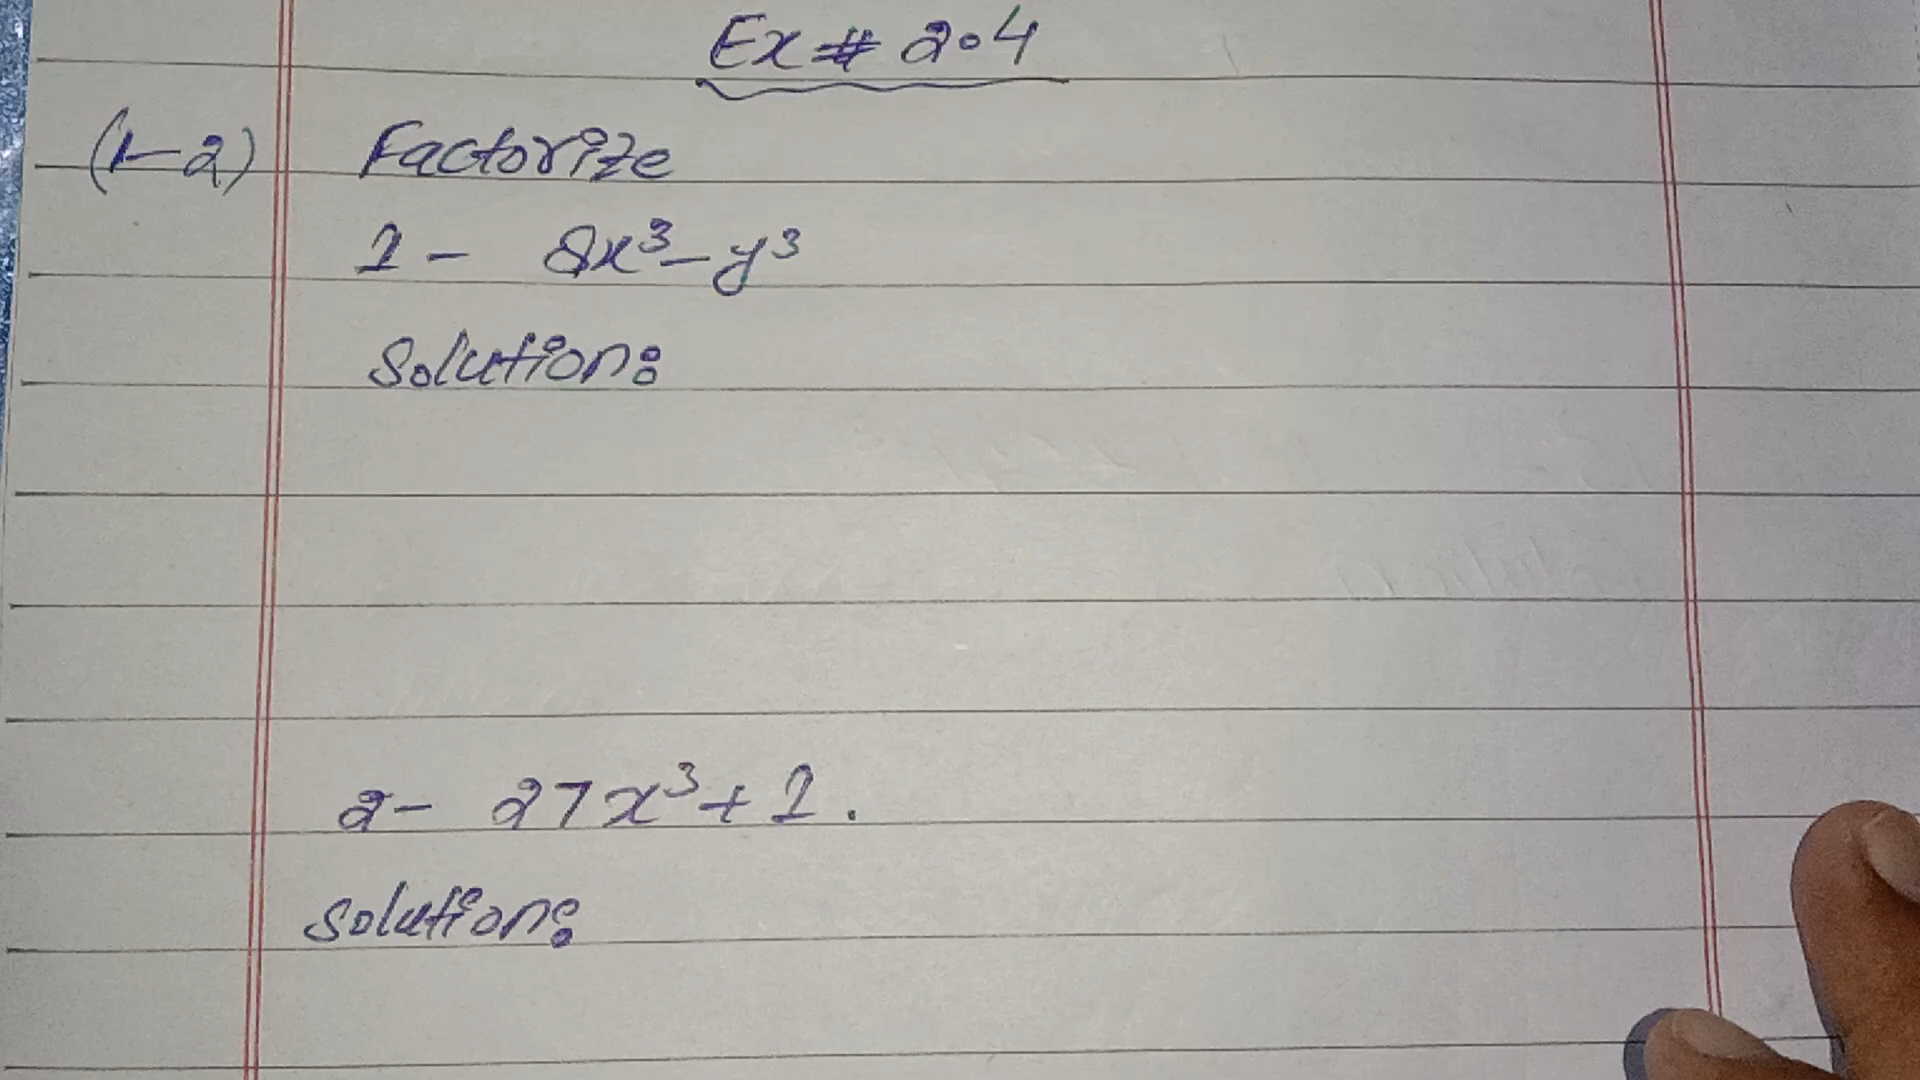 Ex # 2.4
(1-2) Factorize
1- 8x³-y³
Solution:
2- 27x³+1.
Solution: